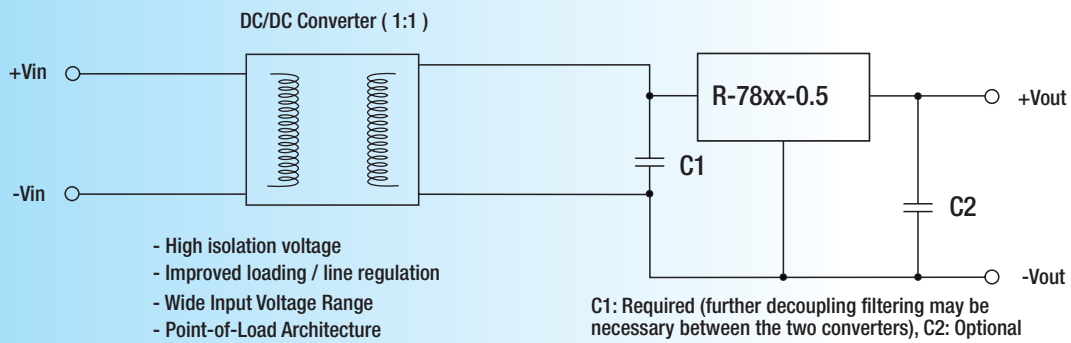 DC/DC Converter ( 1:1 )
+Vin
R-78xx-0.5
+Vout
C1
-Vin
C2
- High isolation voltage
- Improved loading / line regulation
- Wide Input Voltage Range
- Point-of-Load Architecture
-Vout
C1: Required (further decoupling filtering may be
necessary between the two converters), C2: Optional